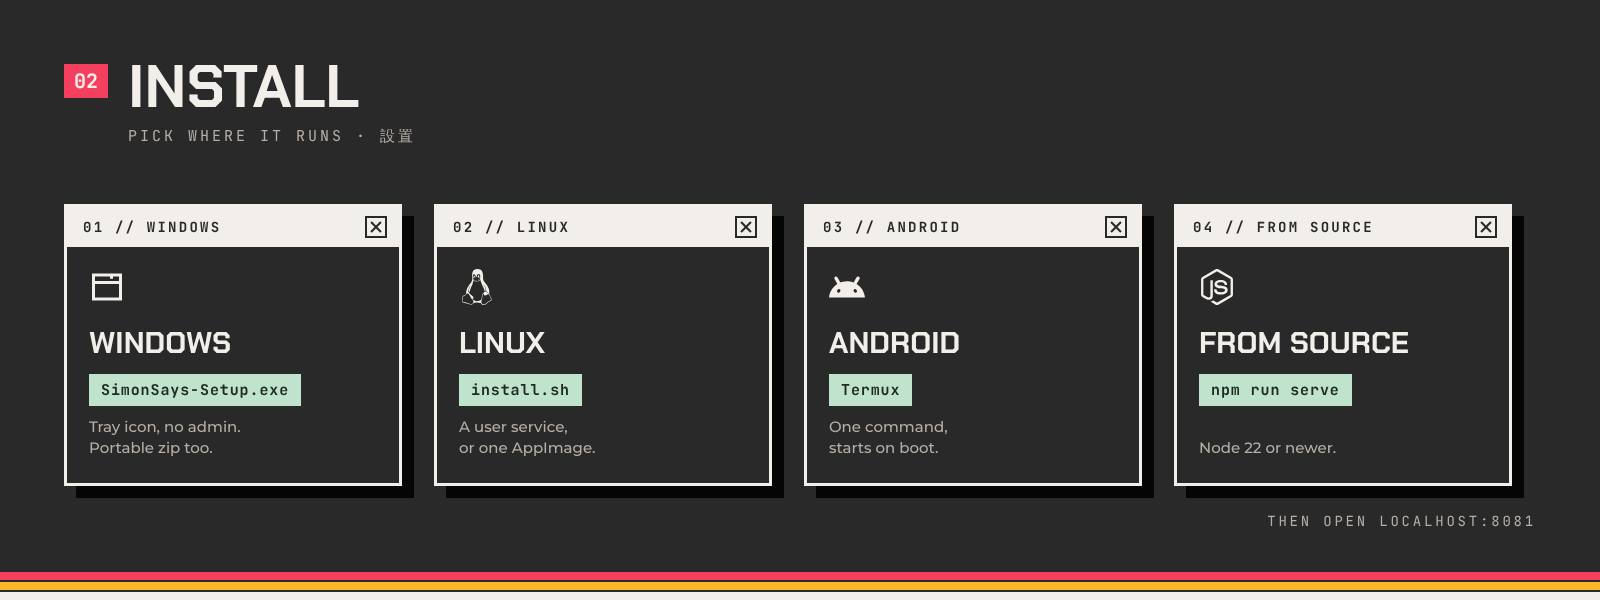 02
INSTALL
PICK WHERE IT RUNS · 設置
01 // WINDOWS
WINDOWS
SimonSays-Setup.exe
Tray icon, no admin.
Portable zip too.
02 // LINUX
LINUX
install.sh
A user service,
or one AppImage.
03 // ANDROID
ANDROID
Termux
One command,
starts on boot.
04 // FROM SOURCE
JS
FROM SOURCE
npm run serve
Node 22 or newer.
THEN OPEN LOCALHOST:8081